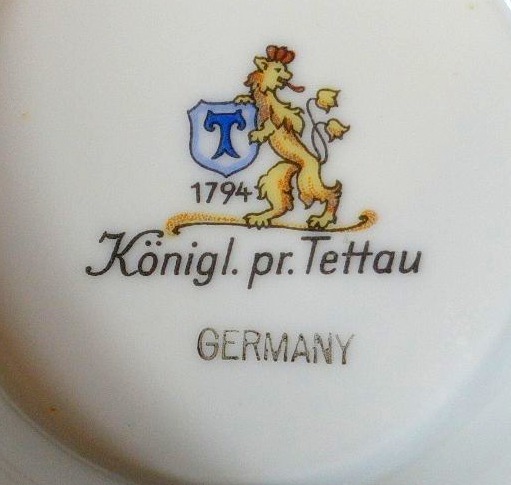 T
1794
Königl. pr. Tettau
GERMANY